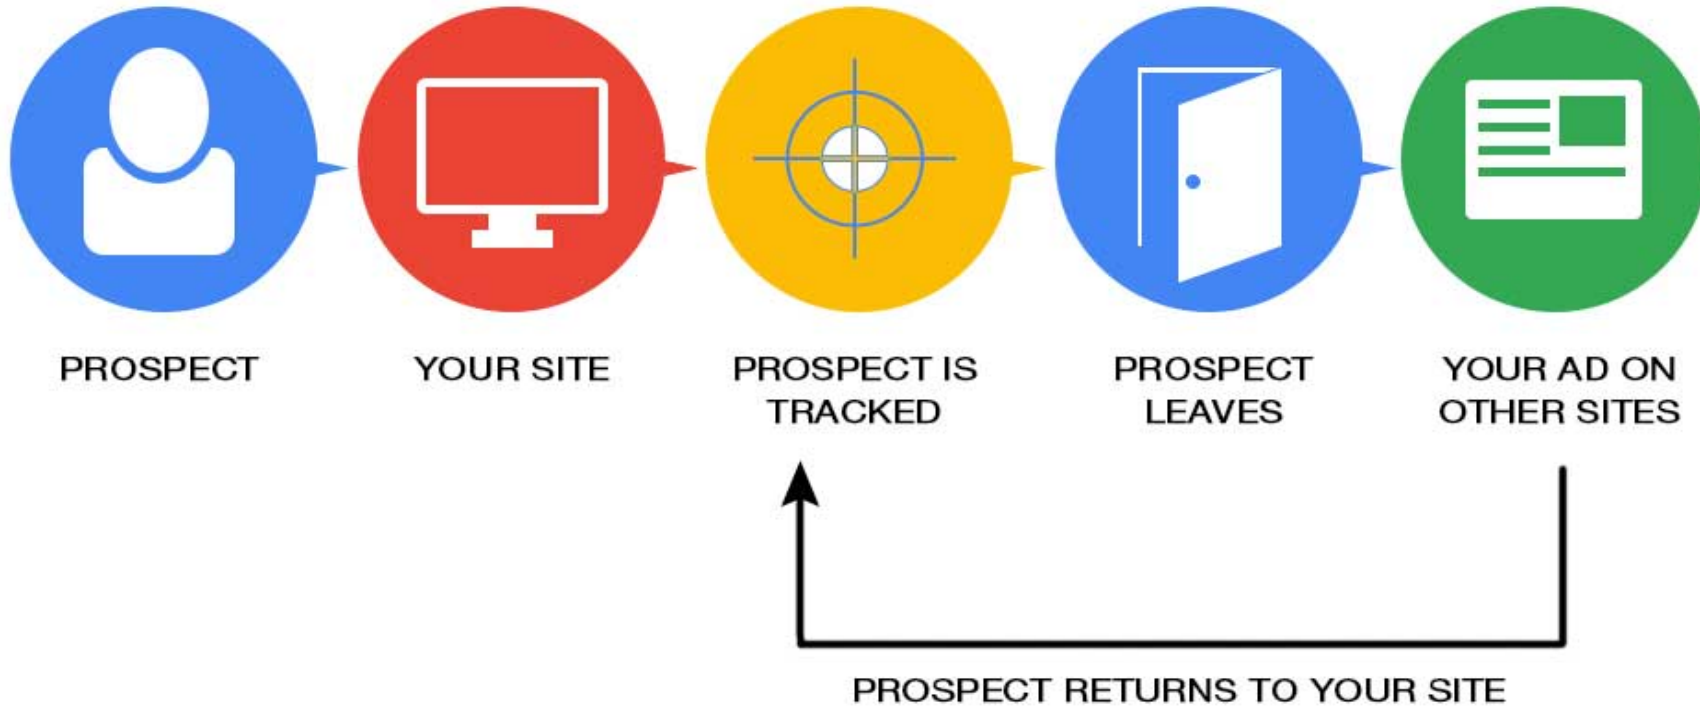 PROSPECT
YOUR SITE
PROSPECT IS
TRACKED
PROSPECT
LEAVES
YOUR AD ON
OTHER SITES
PROSPECT RETURNS TO YOUR SITE